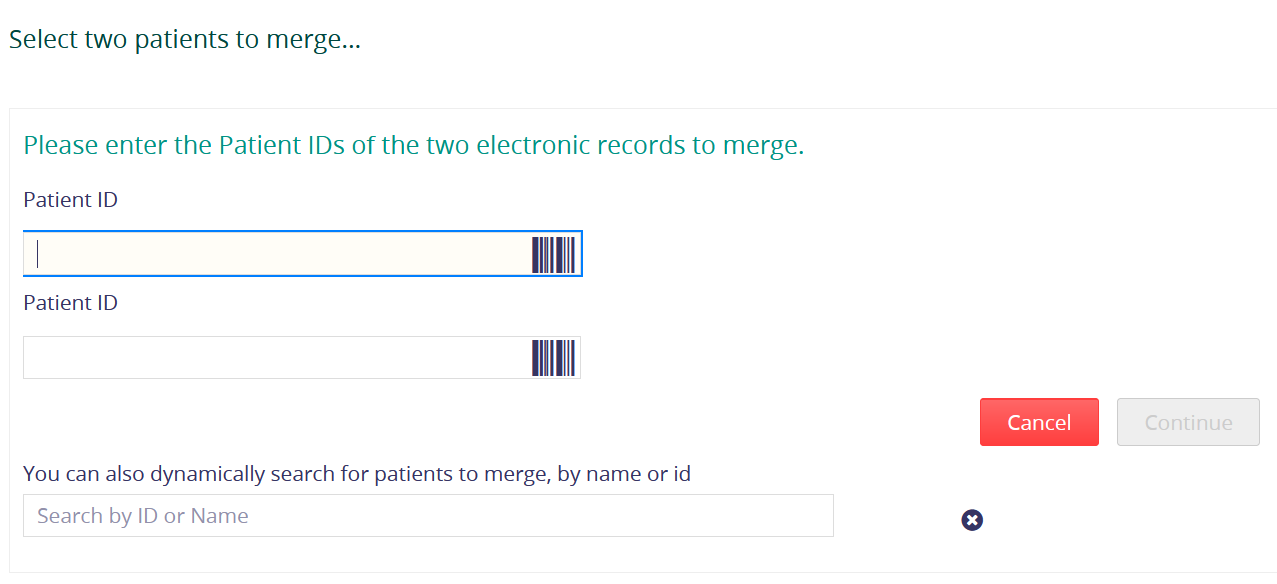 Select two patients to merge...
Please enter the Patient IDs of the two electronic records to merge.
Patient ID
Patient ID
Cancel
Continue
You can also dynamically search for patients to merge, by name or id
Search by ID or Name